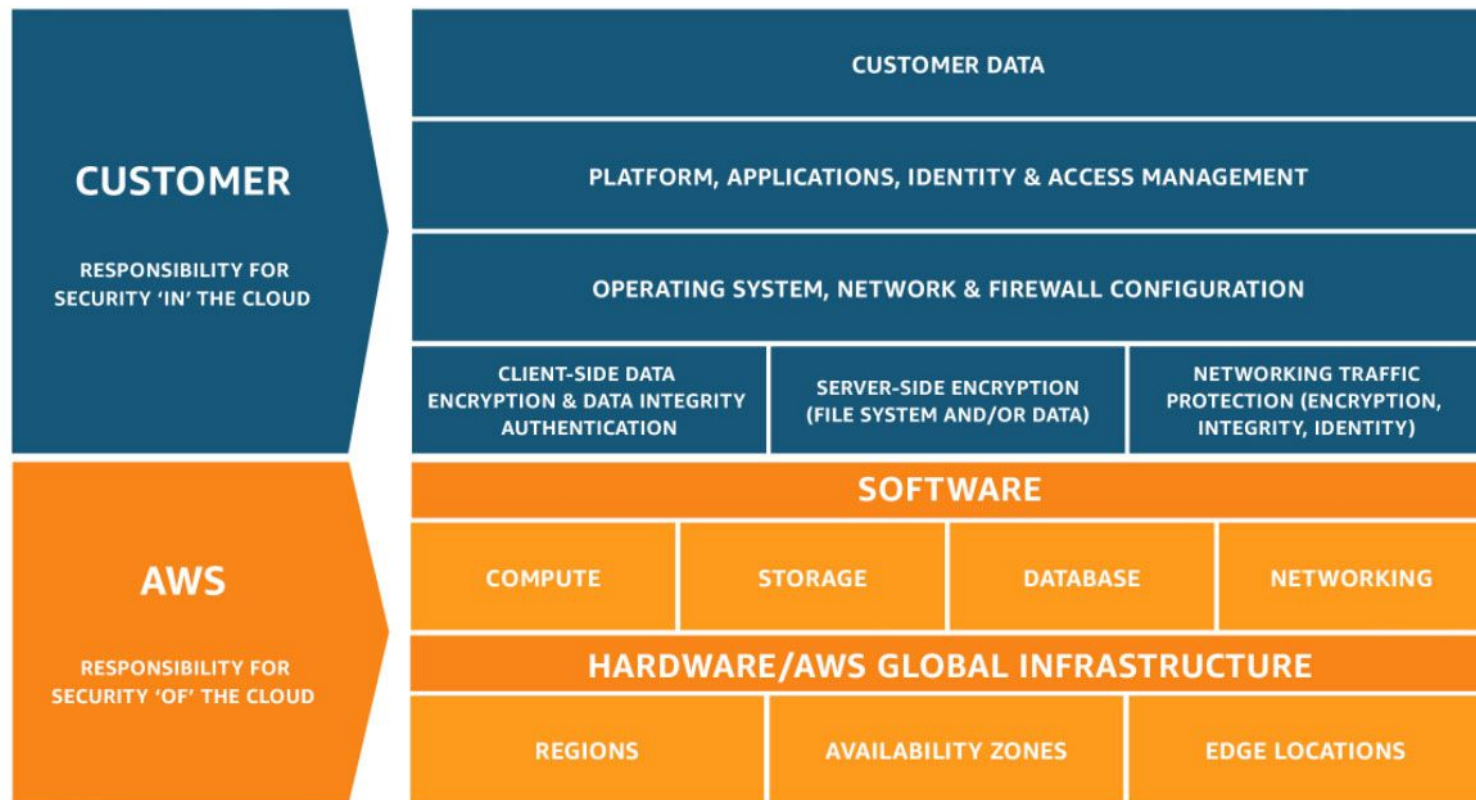 CUSTOMER
RESPONSIBILITY FOR
SECURITY ‘IN’ THE CLOUD
CUSTOMER DATA
PLATFORM, APPLICATIONS, IDENTITY & ACCESS MANAGEMENT
OPERATING SYSTEM, NETWORK & FIREWALL CONFIGURATION
CLIENT-SIDE DATA
ENCRYPTION & DATA INTEGRITY
AUTHENTICATION
SERVER-SIDE ENCRYPTION
(FILE SYSTEM AND/OR DATA)
NETWORKING TRAFFIC
PROTECTION (ENCRYPTION,
INTEGRITY, IDENTITY)
AWS
RESPONSIBILITY FOR
SECURITY ‘OF’ THE CLOUD
SOFTWARE
COMPUTE
STORAGE
DATABASE
NETWORKING
HARDWARE/AWS GLOBAL INFRASTRUCTURE
REGIONS
AVAILABILITY ZONES
EDGE LOCATIONS